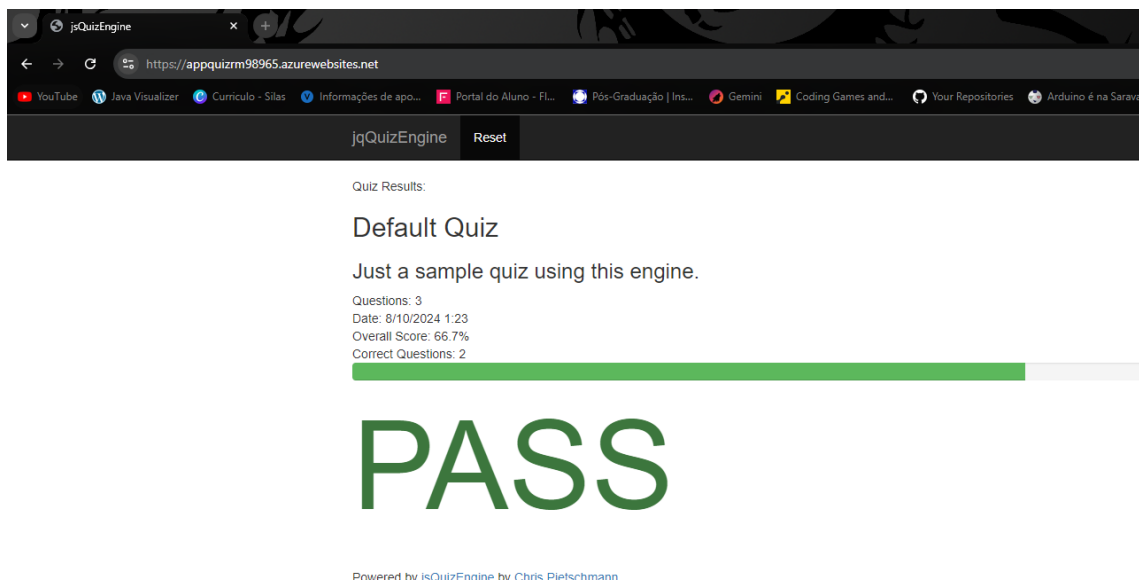 jsQuizEngine
https://appquizrm98965.azurewebsites.net
YouTube Java Visualizer Curriculo - Silas Informações de apo... Portal do Aluno - FI... Pós-Graduação | Ins... Gemini Coding Games and... Your Repositories Arduino é na Sarava
jqQuizEngine Reset
Quiz Results:
Default Quiz
Just a sample quiz using this engine.
Questions: 3
Date: 8/10/2024 1:23
Overall Score: 66.7%
Correct Questions: 2
PASS
Powered by jsQuizEngine by Chris Pietschmann